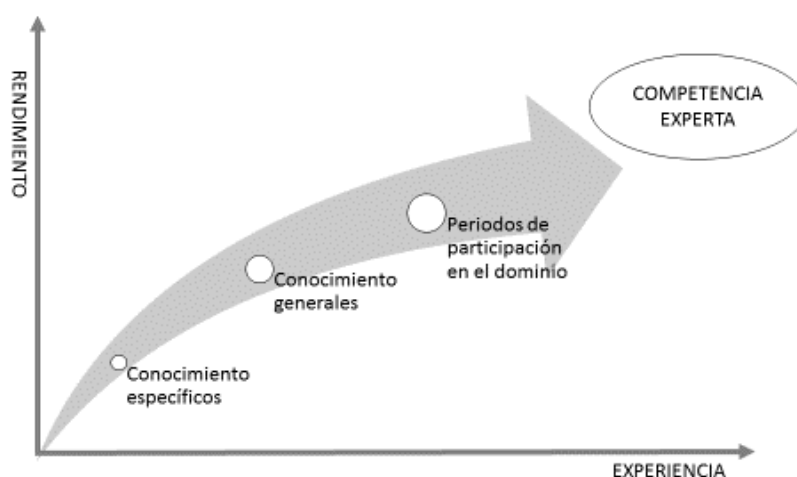 RENDIMIENTO
COMPETENCIA
EXPERTA
Periodos de
participación
en el dominio
Conocimiento
generales
Conocimiento
específicos
EXPERIENCIA